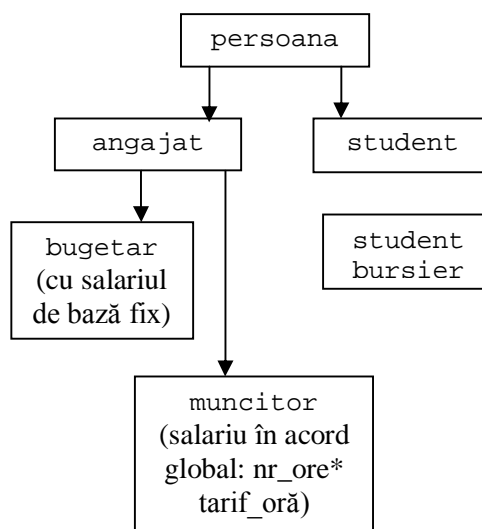 persoana
angajat
student
bugetar
(cu salariul
de bază fix)
student
bursier
muncitor
(salariu în acord
global: nr_ore*
tarif_oră)